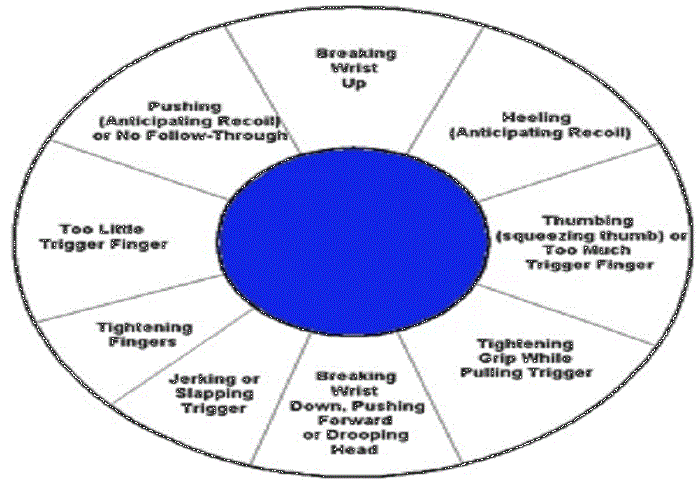 Breaking
Wrist
Up
Heeling
(Anticipating Recoil)
Thumbing
(squeezing thumb) or
Too Much
Trigger Finger
Tightening
Grip While
Pulling Trigger
Breaking
Wrist
Down, Pushing
Forward
or Drooping
Head
Jerking or
Slapping
Trigger
Tightening
Fingers
Too Little
Trigger Finger
Pushing
(Anticipating Recoil)
or No Follow-Through